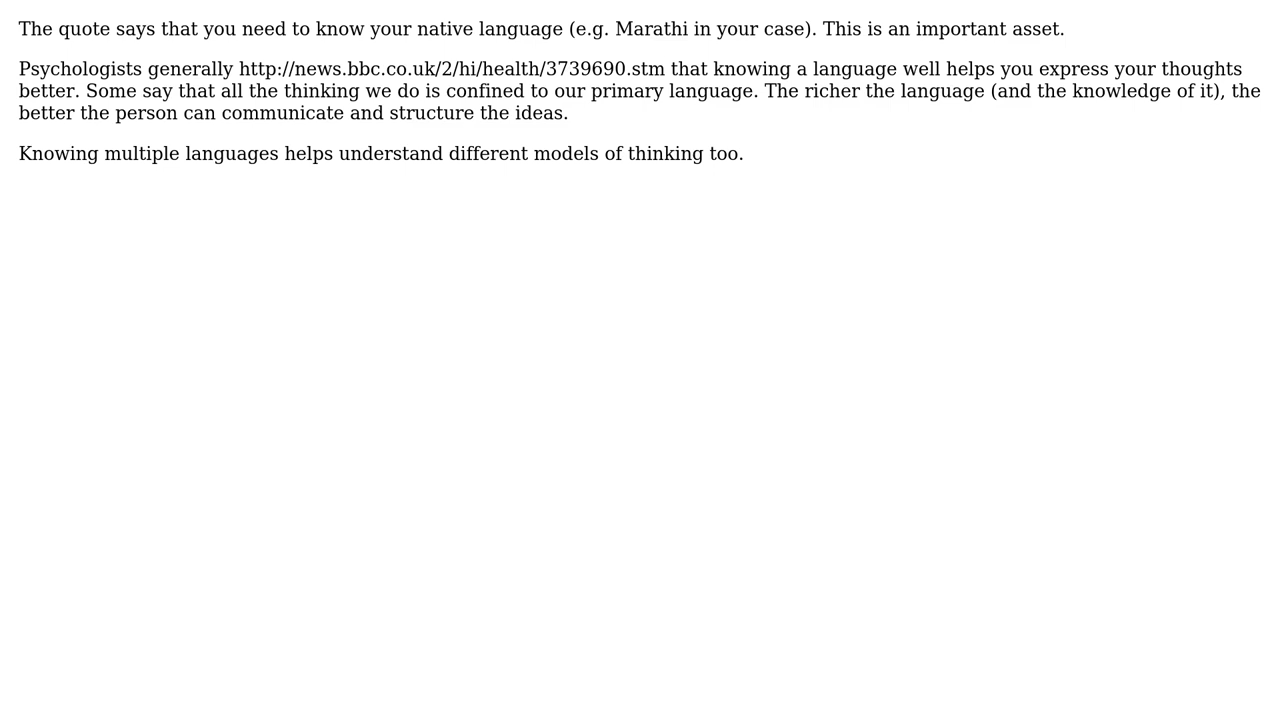 The quote says that you need to know your native language (e.g. Marathi in your case). This is an important asset.
Psychologists generally http://news.bbc.co.uk/2/hi/health/3739690.stm that knowing a language well helps you express your thoughts
better. Some say that all the thinking we do is confined to our primary language. The richer the language (and the knowledge of it), the
better the person can communicate and structure the ideas.
Knowing multiple languages helps understand different models of thinking too.